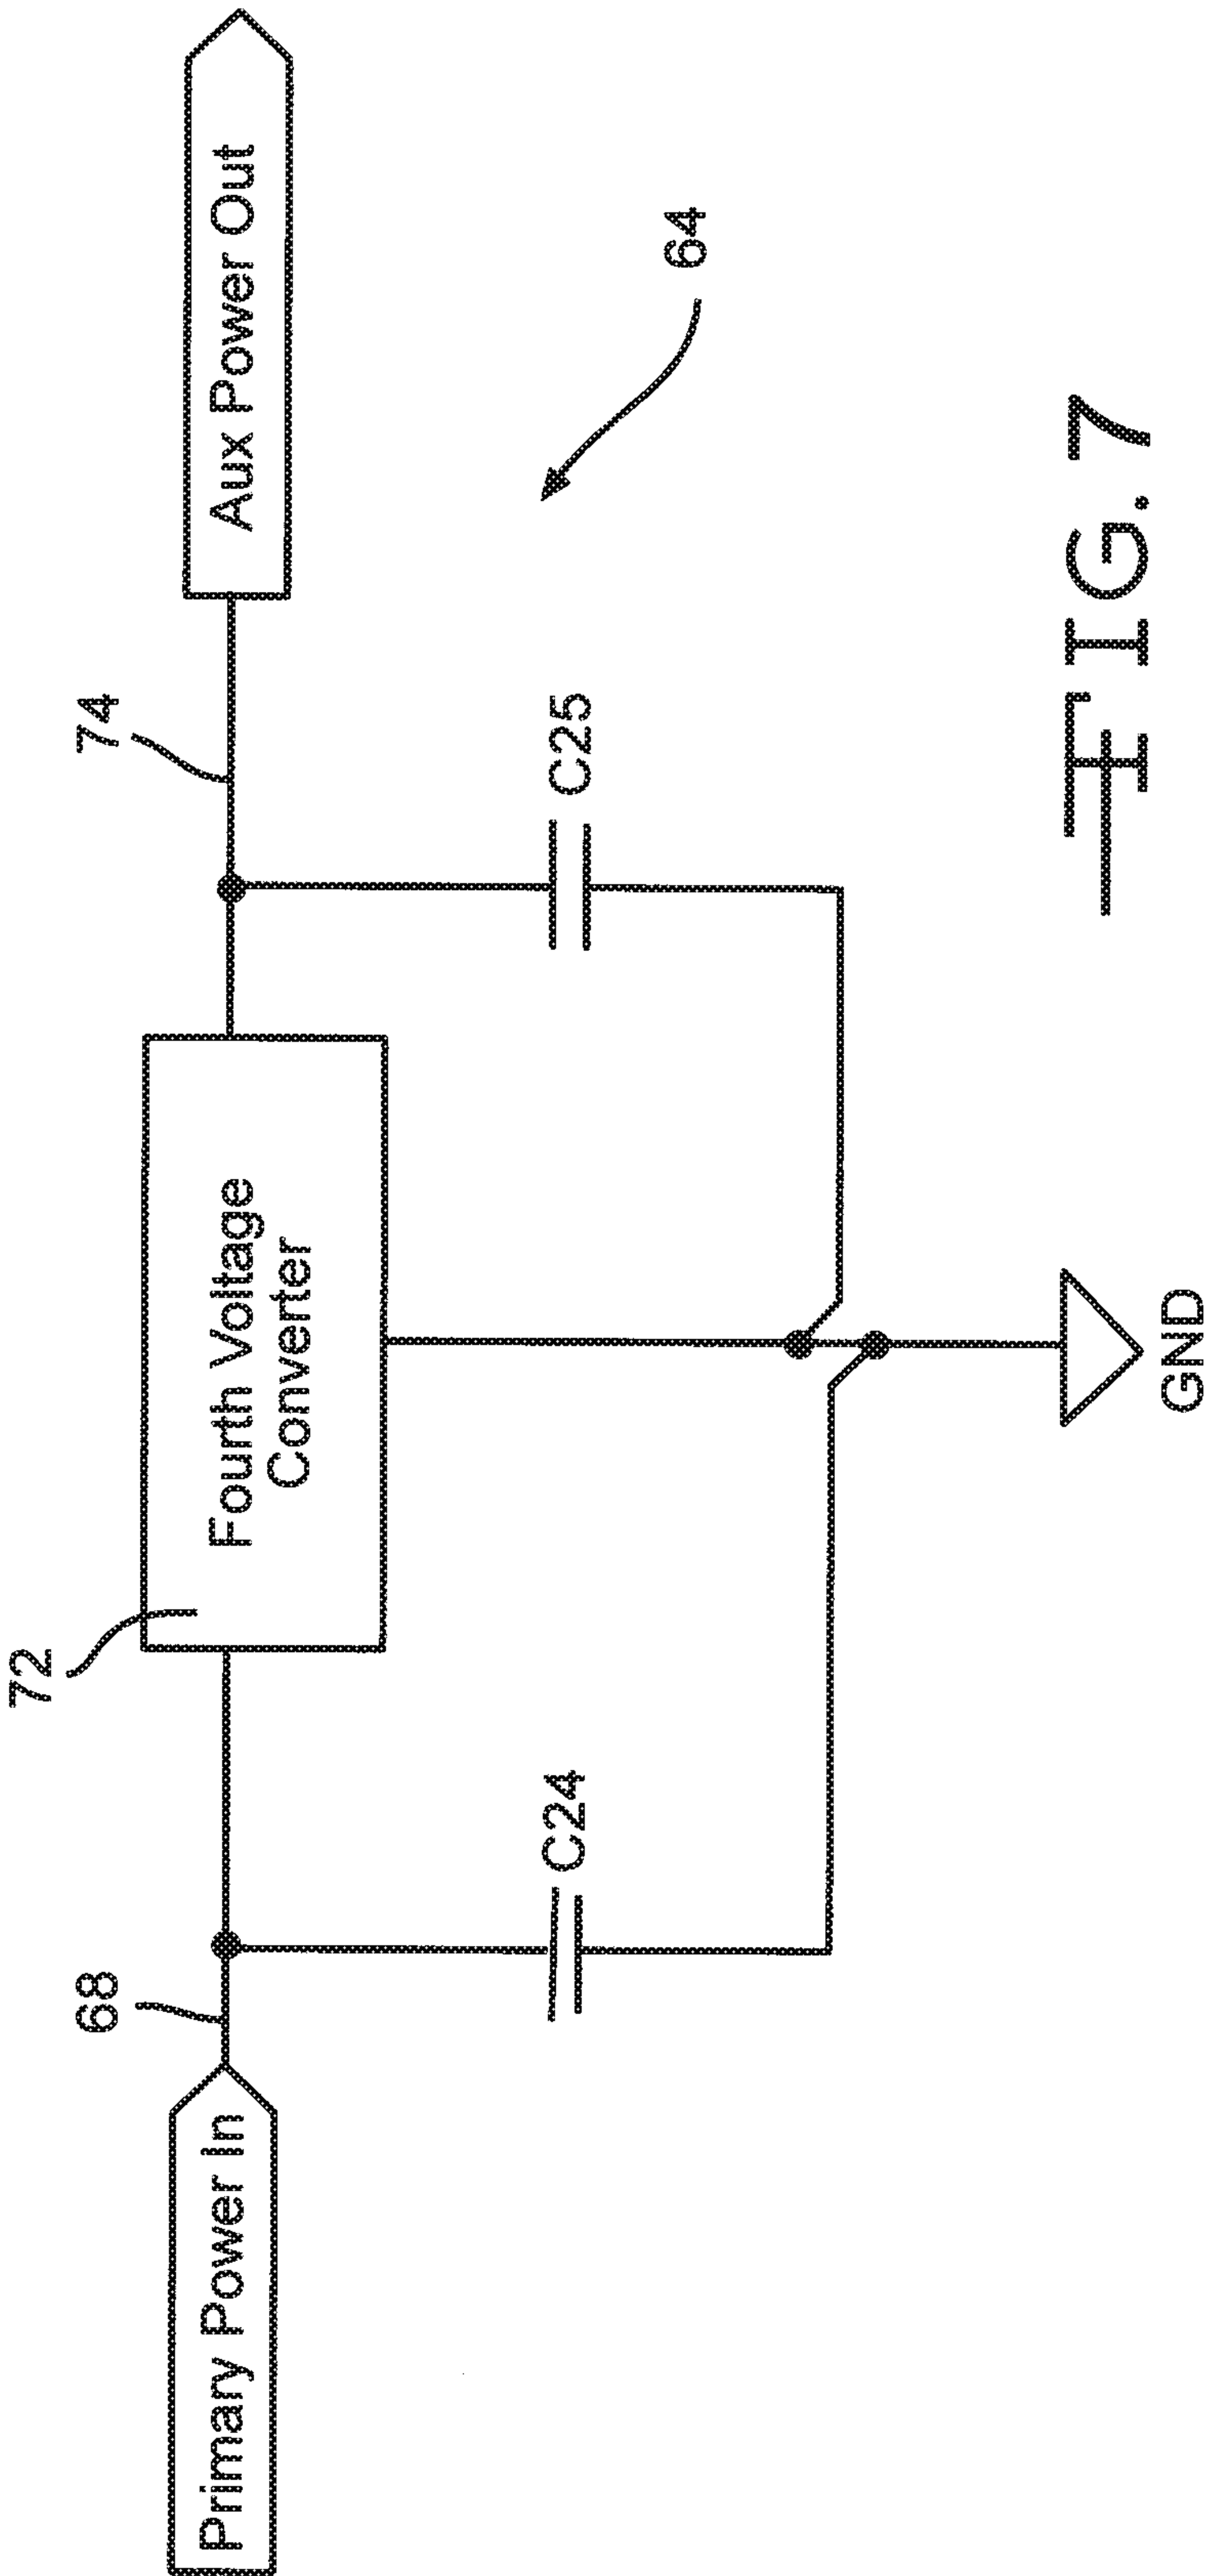 72
68
74
Primary Power In
Fourth Voltage
Converter
Aux Power Out
C24
C25
64
GND
FIG. 7